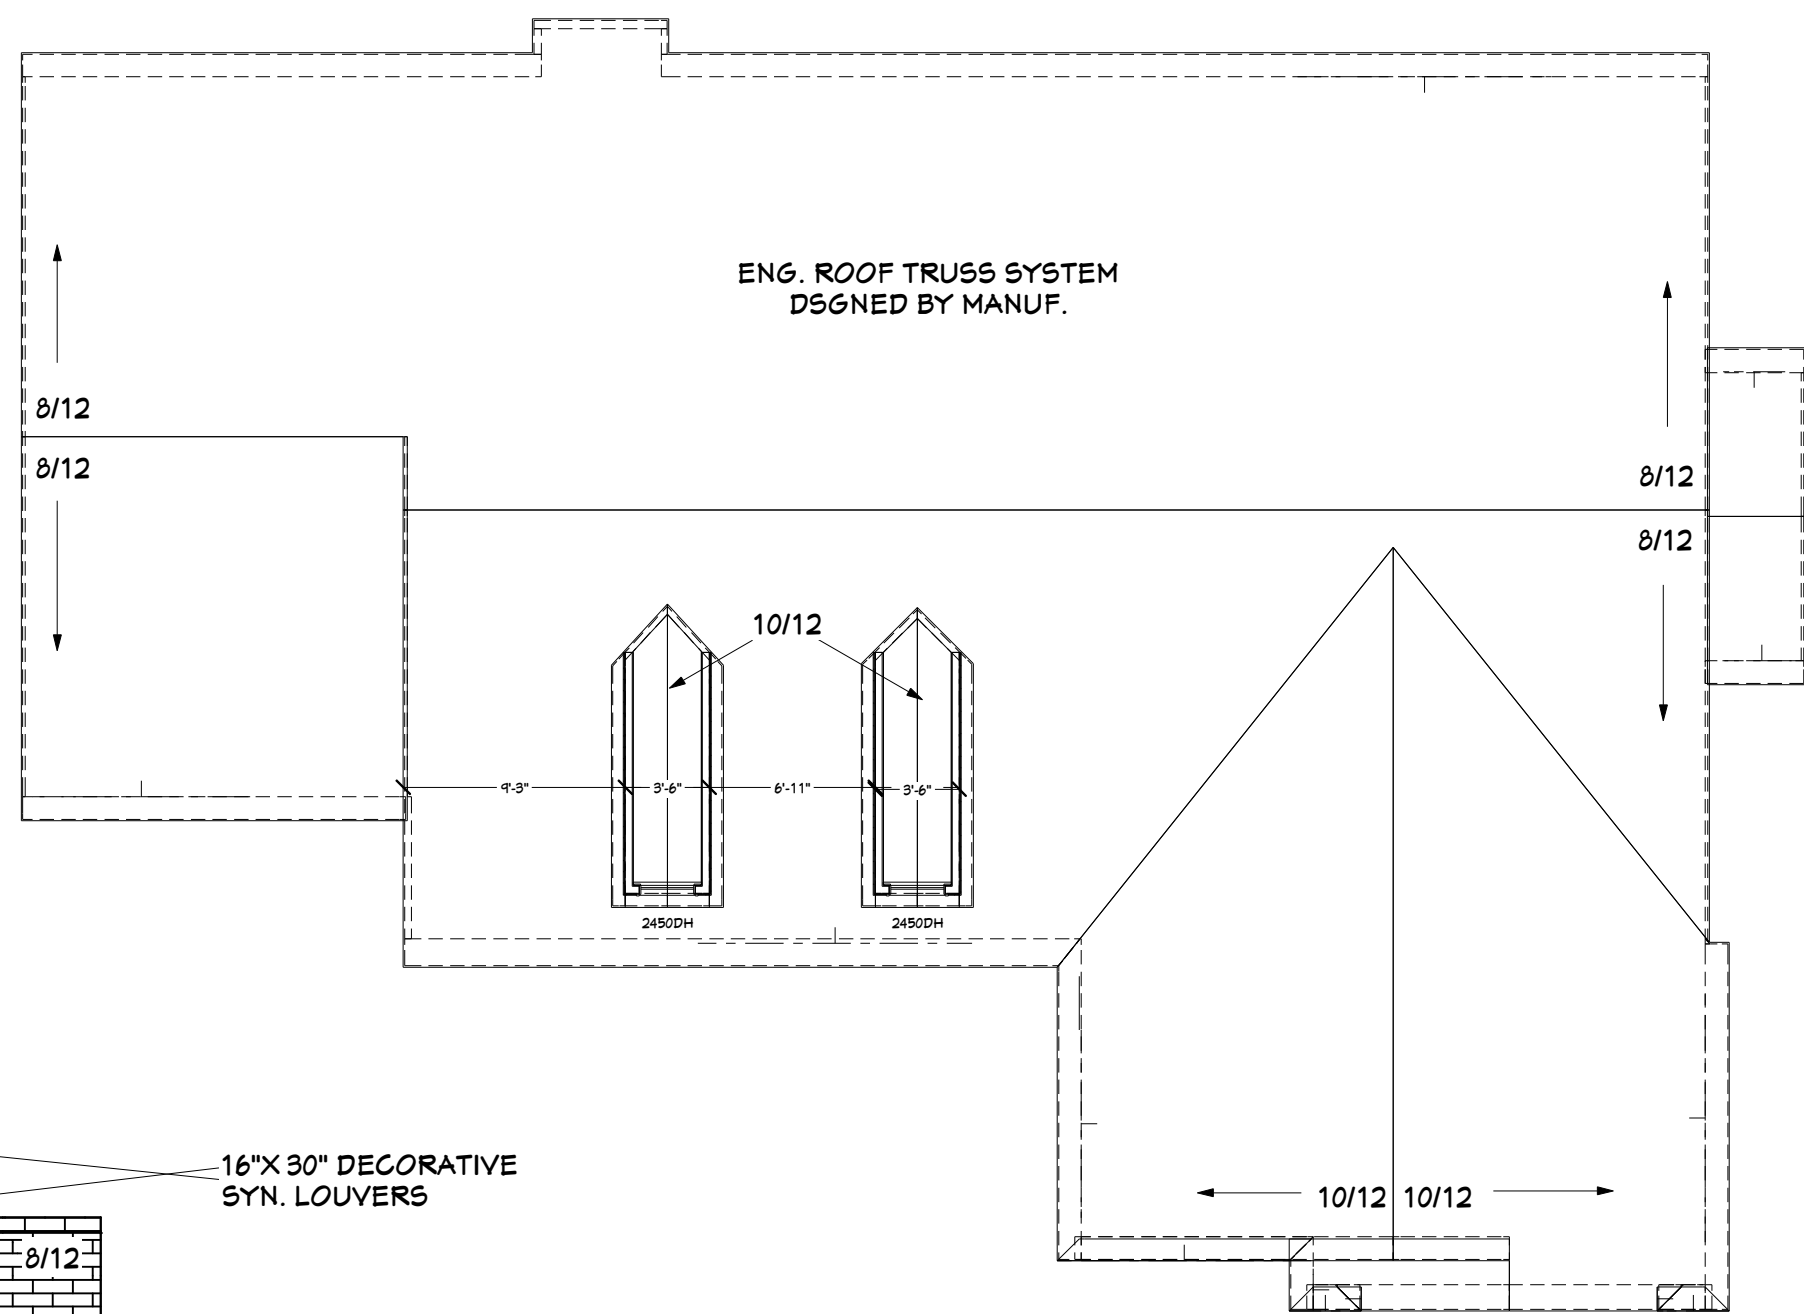 ENG. ROOF TRUSS SYSTEM
DSGNED BY MANUF.
8/12
8/12
8/12
8/12
10/12
9'-3"
3'-6"
6'-11"
3'-6"
2450DH
2450DH
16"X 30" DECORATIVE
SYN. LOUVERS
10/12
10/12
8/12